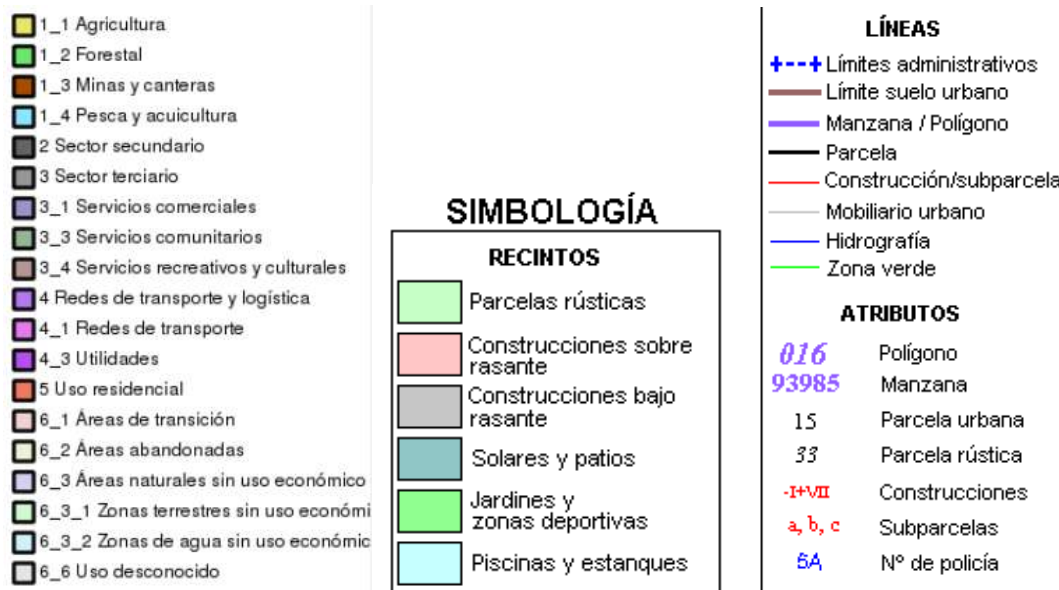 1_1 Agricultura
1_2 Forestal
1_3 Minas y canteras
1_4 Pesca y acuicultura
2 Sector secundario
3 Sector terciario
3_1 Servicios comerciales
3_3 Servicios comunitarios
3_4 Servicios recreativos y culturales
4 Redes de transporte y logística
4_1 Redes de transporte
4_3 Utilidades
5 Uso residencial
6_1 Áreas de transición
6_2 Áreas abandonadas
6_3 Áreas naturales sin uso económico
6_3_1 Zonas terrestres sin uso económi
6_3_2 Zonas de agua sin uso económic
6_6 Uso desconocido
SIMBOLOGÍA
RECINTOS
Parcelas rústicas
Construcciones sobre
rasante
Construcciones bajo
rasante
Solares y patios
Jardines y
zonas deportivas
Piscinas y estanques
LÍNEAS
Límites administrativos
Límite suelo urbano
Manzana / Polígono
Parcela
Construcción/subparcela
Mobiliario urbano
Hidrografía
Zona verde
ATRIBUTOS
016 Polígono
93985 Manzana
15 Parcela urbana
33 Parcela rústica
-I+VII Construcciones
a, b, c Subparcelas
5A Nº de policía